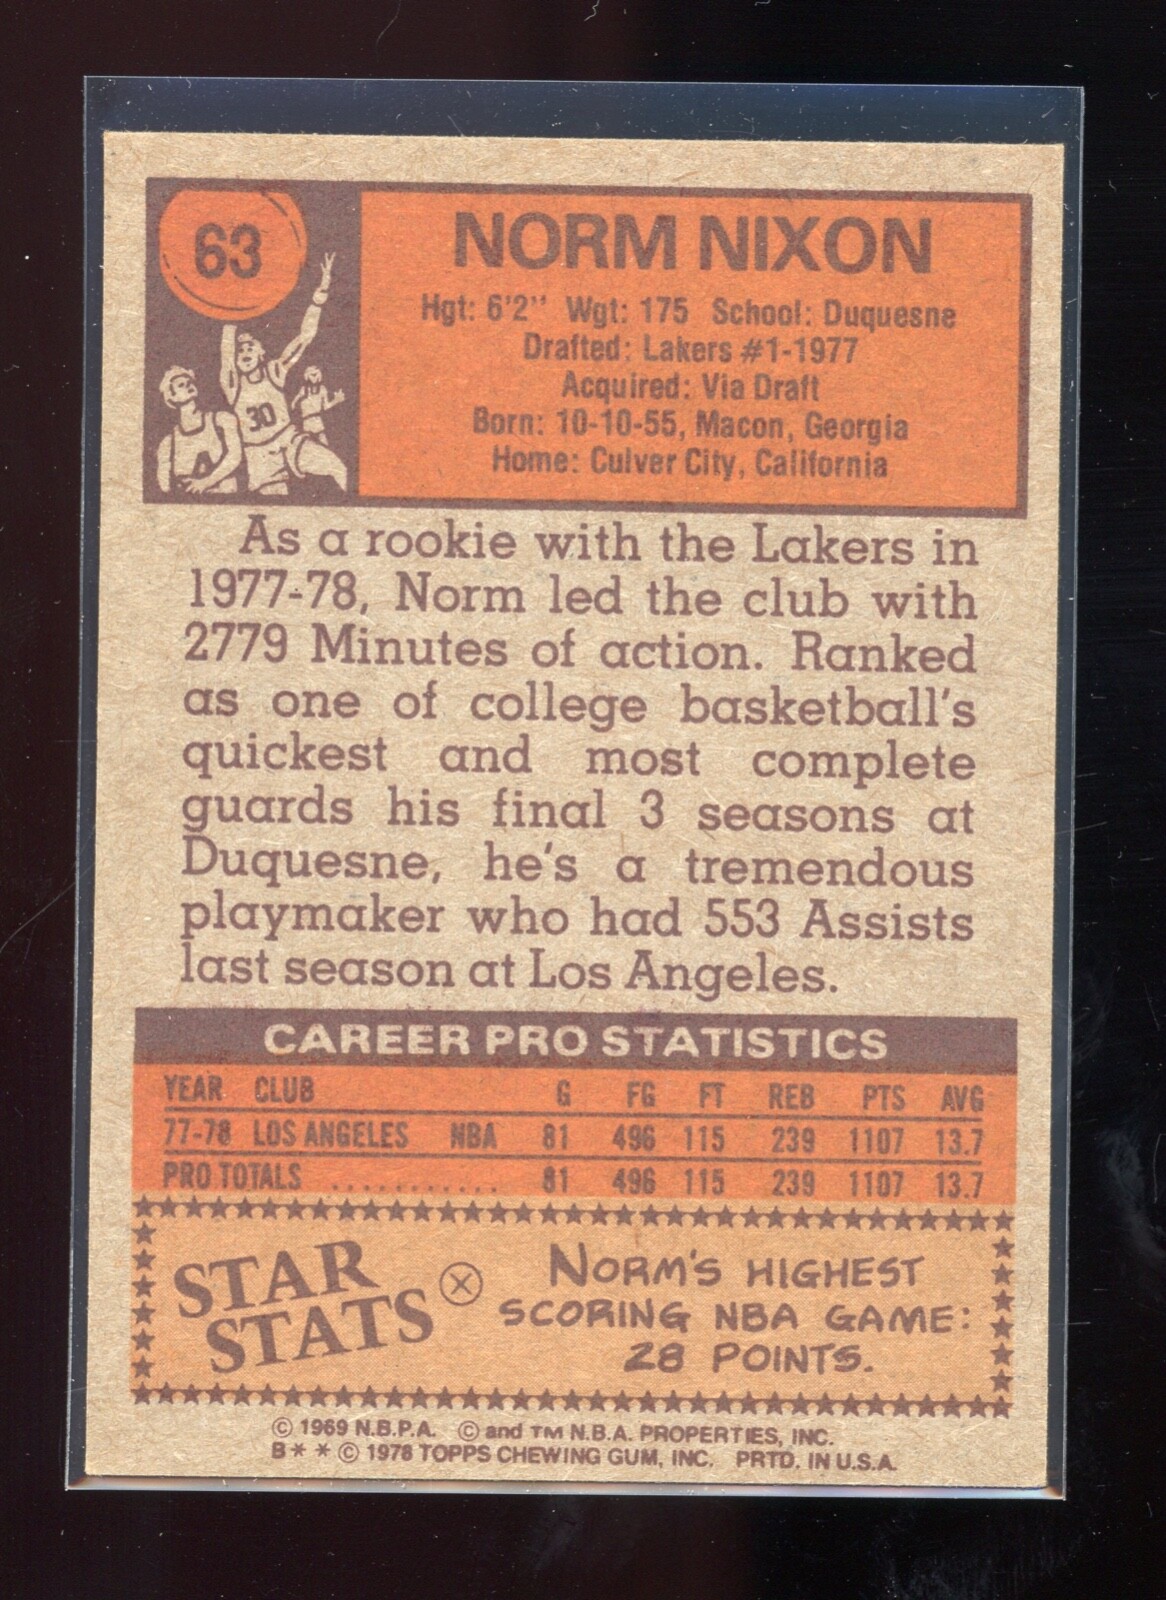 63
NORM NIXON
Hgt: 6'2" Wgt: 175 School: Duquesne
Drafted: Lakers #1-1977
Acquired: Via Draft
Born: 10-10-55, Macon, Georgia
Home: Culver City, California
30
As a rookie with the Lakers in
1977-78, Norm led the club with
2779 Minutes of action. Ranked
as one of college basketball's
quickest and most complete
guards his final 3 seasons at
Duquesne, he's a tremendous
playmaker who had 553 Assists
last season at Los Angeles.
CAREER PRO STATISTICS
YEAR CLUB G FG FT REB PTS AVG
77-78 LOS ANGELES NBA 81 496 115 239 1107 13.7
PRO TOTALS ........... 81 496 115 239 1107 13.7
STAR STATS
NORM'S HIGHEST
SCORING NBA GAME:
28 POINTS.
© 1969 N.B.P.A. © and TM N.B.A. PROPERTIES, INC.
B* * © 1978 TOPPS CHEWING GUM, INC. PRTD. IN U.S.A.